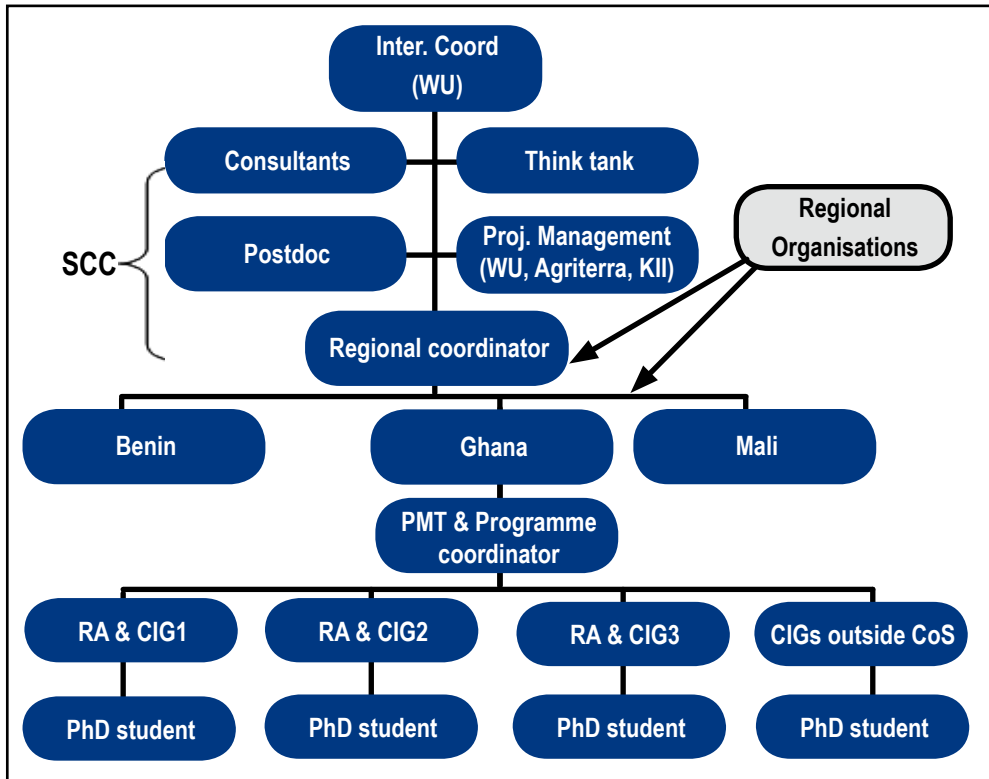 Inter. Coord
(WU)
Consultants
Think tank
SCC
Postdoc
Proj. Management
(WU, Agriterra, KII)
Regional
Organisations
Regional coordinator
Benin
Ghana
Mali
PMT & Programme
coordinator
RA & CIG1
RA & CIG2
RA & CIG3
CIGs outside CoS
PhD student
PhD student
PhD student
PhD student